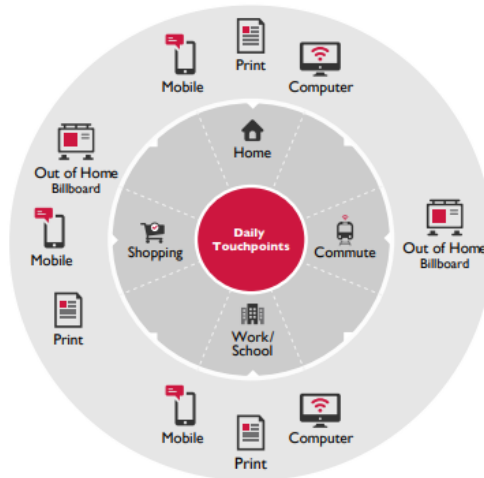 Print
Mobile
Computer
Home
Out of Home
Billboard
Mobile
Shopping
Daily
Touchpoints
Commute
Out of Home
Billboard
Print
Work/
School
Mobile
Print
Computer